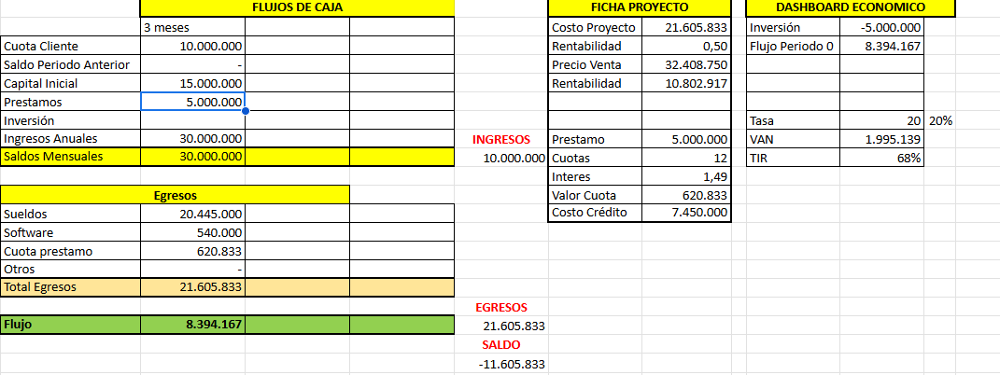 FLUJOS DE CAJA FICHA PROYECTO DASHBOARD ECONOMICO
3 meses Costo Proyecto 21.605.833 Inversión -5.000.000
Cuota Cliente 10.000.000 Rentabilidad 0,50 Flujo Periodo 0 8.394.167
Saldo Periodo Anterior - Precio Venta 32.408.750
Capital Inicial 15.000.000 Rentabilidad 10.802.917
Prestamos 5.000.000
Inversión Tasa 20 20%
Ingresos Anuales 30.000.000 INGRESOS Prestamo 5.000.000 VAN 1.995.139
Saldos Mensuales 30.000.000 10.000.000 Cuotas 12 TIR 68%
Interes 1,49
Egresos Valor Cuota 620.833
Sueldos 20.445.000 Costo Crédito 7.450.000
Software 540.000
Cuota prestamo 620.833
Otros -
Total Egresos 21.605.833
EGRESOS
Flujo 8.394.167 21.605.833
SALDO
-11.605.833